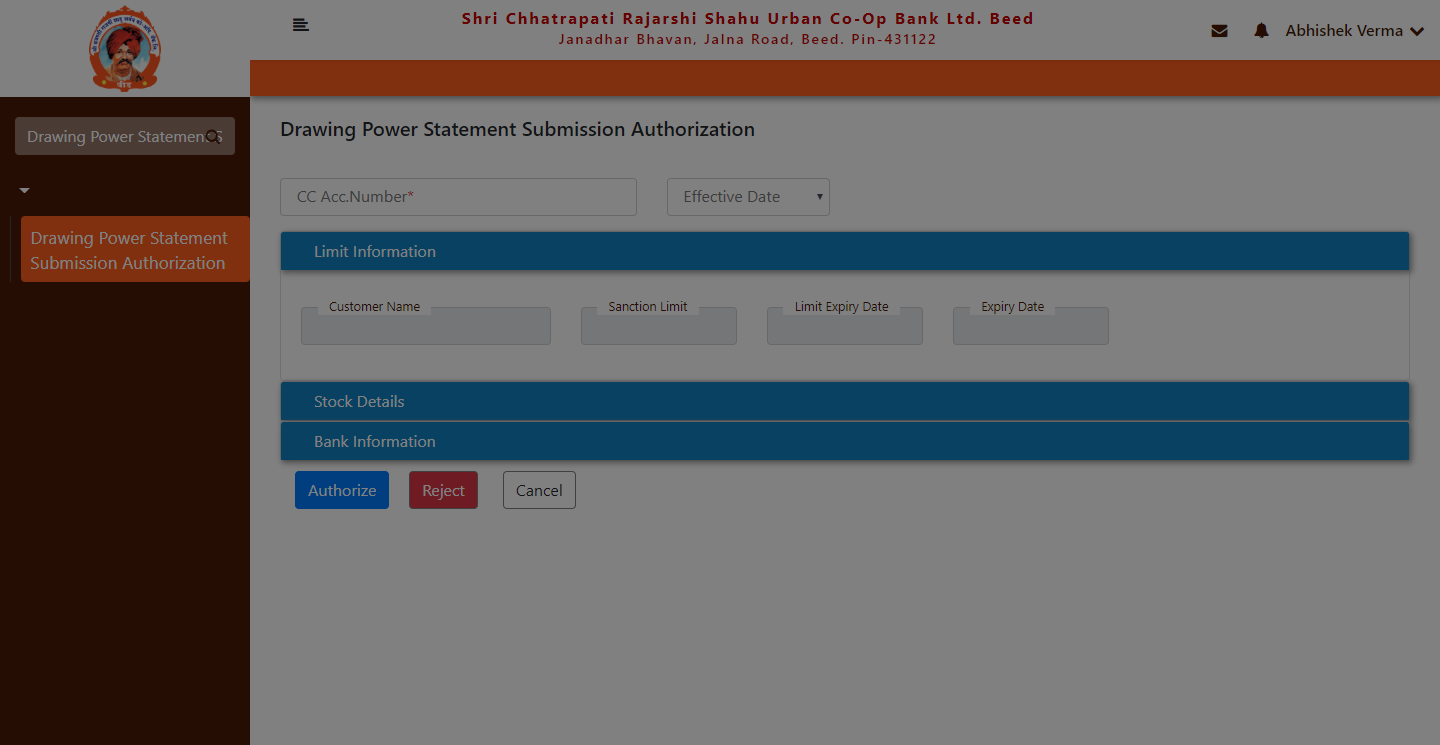 Shri Chhatrapati Rajarshi Shahu Urban Co-Op Bank Ltd. Beed
Janadhar Bhavan, Jalna Road, Beed. Pin-431122
Abhishek Verma
Drawing Power Statement S
Drawing Power Statement
Submission Authorization
Drawing Power Statement Submission Authorization
CC Acc.Number*
Effective Date
Limit Information
Customer Name
Sanction Limit
Limit Expiry Date
Expiry Date
Stock Details
Bank Information
Authorize
Reject
Cancel